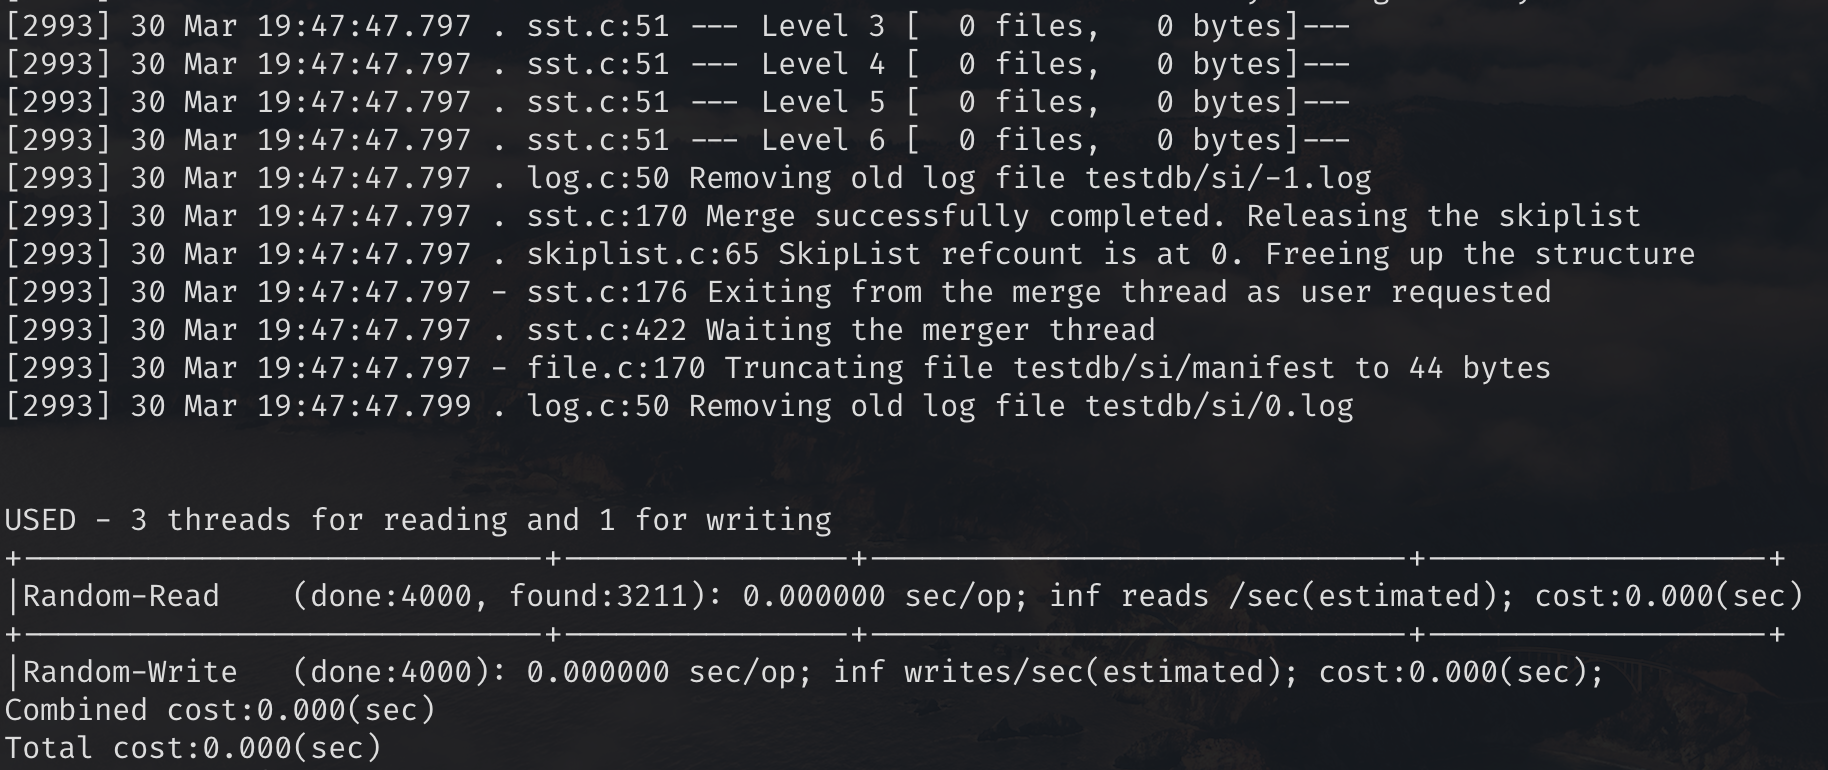 [2993] 30 Mar 19:47:47.797 . sst.c:51 --- Level 3 [  0 files,   0 bytes]---
[2993] 30 Mar 19:47:47.797 . sst.c:51 --- Level 4 [  0 files,   0 bytes]---
[2993] 30 Mar 19:47:47.797 . sst.c:51 --- Level 5 [  0 files,   0 bytes]---
[2993] 30 Mar 19:47:47.797 . sst.c:51 --- Level 6 [  0 files,   0 bytes]---
[2993] 30 Mar 19:47:47.797 . log.c:50 Removing old log file testdb/si/-1.log
[2993] 30 Mar 19:47:47.797 . sst.c:170 Merge successfully completed. Releasing the skiplist
[2993] 30 Mar 19:47:47.797 . skiplist.c:65 SkipList refcount is at 0. Freeing up the structure
[2993] 30 Mar 19:47:47.797 - sst.c:176 Exiting from the merge thread as user requested
[2993] 30 Mar 19:47:47.797 . sst.c:422 Waiting the merger thread
[2993] 30 Mar 19:47:47.797 - file.c:170 Truncating file testdb/si/manifest to 44 bytes
[2993] 30 Mar 19:47:47.799 . log.c:50 Removing old log file testdb/si/0.log
USED - 3 threads for reading and 1 for writing
+-----------------------------+----------------+------------------------------+-------------------+
|Random-Read    (done:4000, found:3211): 0.000000 sec/op; inf reads /sec(estimated); cost:0.000(sec)
+-----------------------------+----------------+------------------------------+-------------------+
|Random-Write   (done:4000): 0.000000 sec/op; inf writes/sec(estimated); cost:0.000(sec);
Combined cost:0.000(sec)
Total cost:0.000(sec)